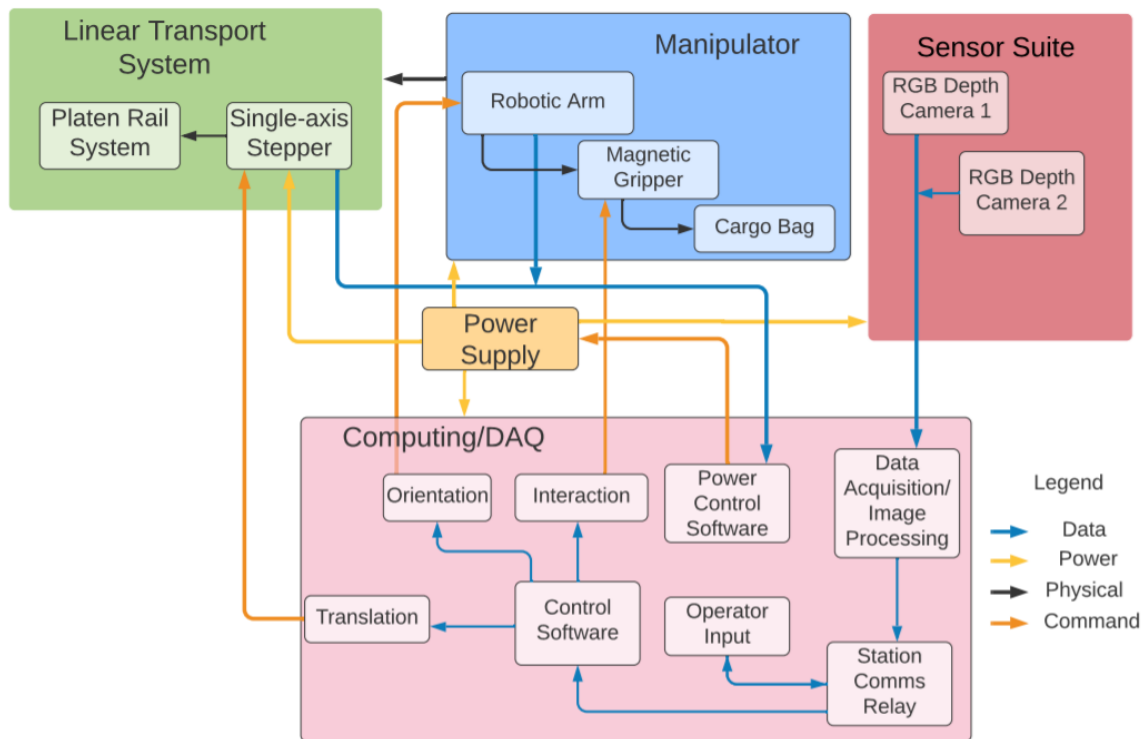 Linear Transport
System
Platen Rail
System
Single-axis
Stepper
Manipulator
Robotic Arm
Magnetic
Gripper
Cargo Bag
Sensor Suite
RGB Depth
Camera 1
RGB Depth
Camera 2
Power
Supply
Computing/DAQ
Orientation
Interaction
Power
Control
Software
Data
Acquisition/
Image
Processing
Translation
Control
Software
Operator
Input
Station
Comms
Relay
Legend
Data
Power
Physical
Command